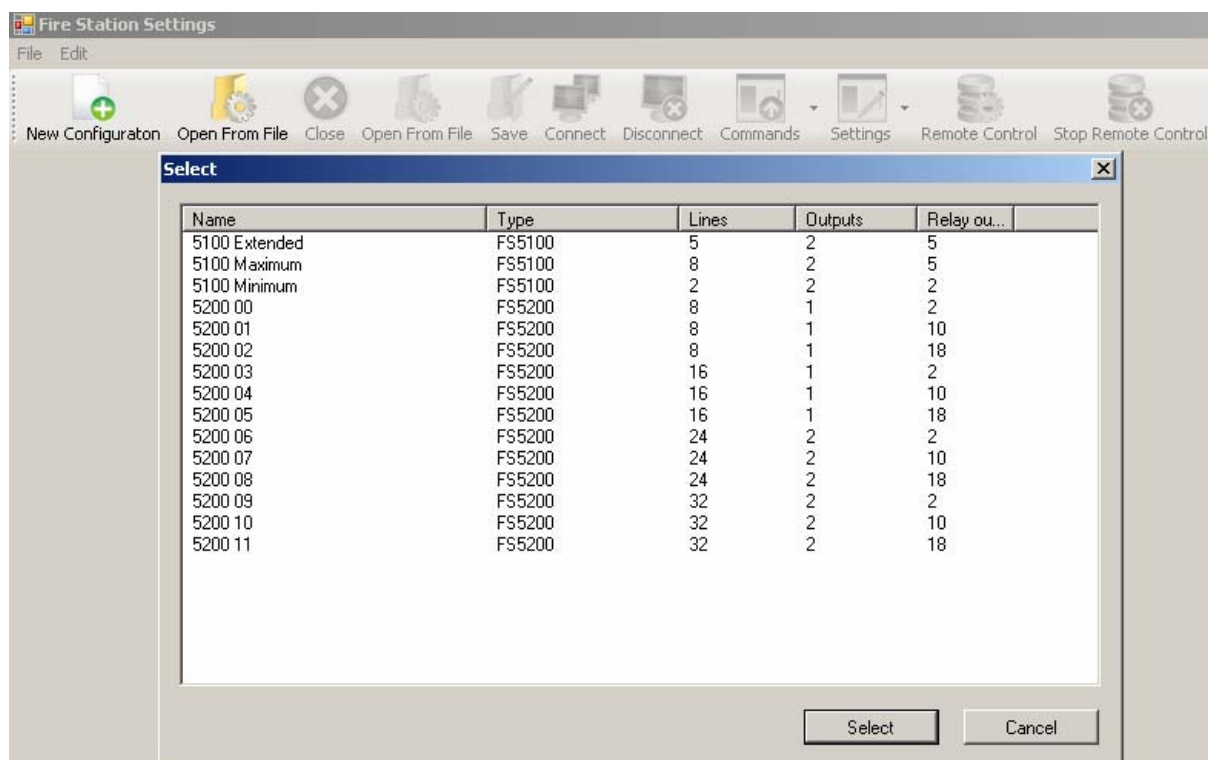 Fire Station Settings
File Edit
New Configuraton Open From File Close Open From File Save Connect Disconnect Commands Settings Remote Control Stop Remote Control
Select
Name Type Lines Outputs Relay ou...
5100 Extended FS5100 5 2 5
5100 Maximum FS5100 8 2 5
5100 Minimum FS5100 2 2 2
5200 00 FS5200 8 1 2
5200 01 FS5200 8 1 10
5200 02 FS5200 8 1 18
5200 03 FS5200 16 1 2
5200 04 FS5200 16 1 10
5200 05 FS5200 16 1 18
5200 06 FS5200 24 2 2
5200 07 FS5200 24 2 10
5200 08 FS5200 24 2 18
5200 09 FS5200 32 2 2
5200 10 FS5200 32 2 10
5200 11 FS5200 32 2 18
Select Cancel